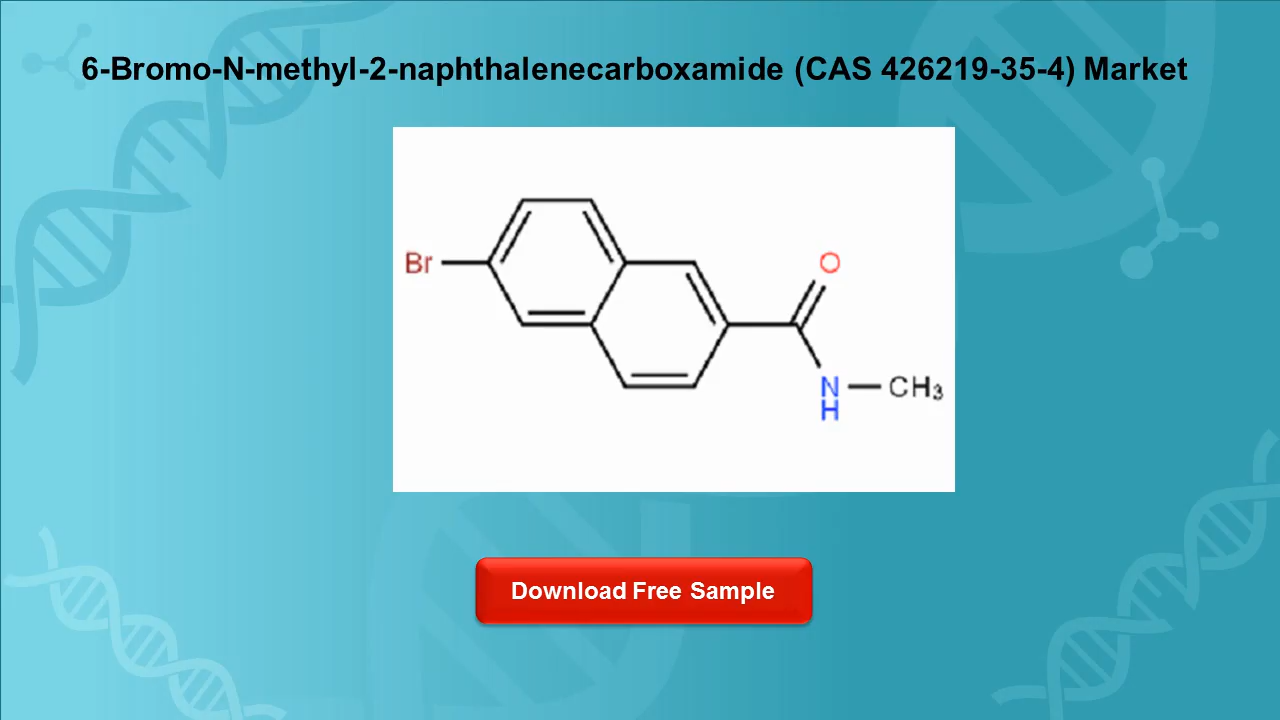 6-Bromo-N-methyl-2-naphthalenecarboxamide (CAS 426219-35-4) Market
Br
O
N
H
CH₃
Download Free Sample